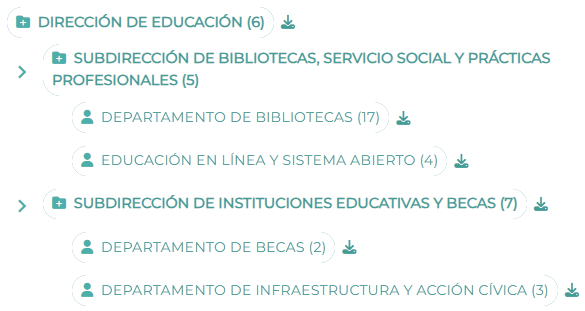 DIRECCIÓN DE EDUCACIÓN (6)
SUBDIRECCIÓN DE BIBLIOTECAS, SERVICIO SOCIAL Y PRÁCTICAS
PROFESIONALES (5)
DEPARTAMENTO DE BIBLIOTECAS (17)
EDUCACIÓN EN LÍNEA Y SISTEMA ABIERTO (4)
SUBDIRECCIÓN DE INSTITUCIONES EDUCATIVAS Y BECAS (7)
DEPARTAMENTO DE BECAS (2)
DEPARTAMENTO DE INFRAESTRUCTURA Y ACCIÓN CÍVICA (3)